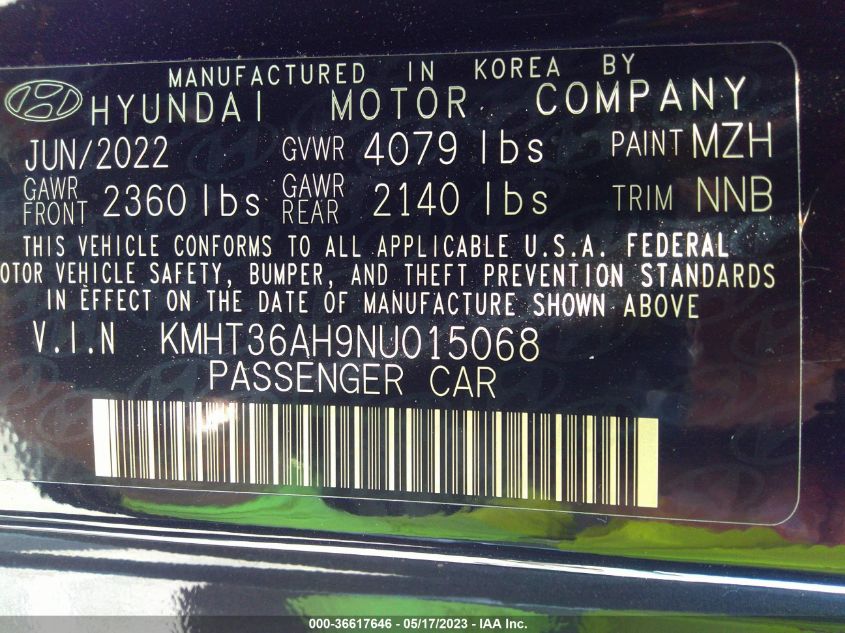 MANUFACTURED IN KOREA BY
HYUNDAI MOTOR COMPANY
JUN/2022 GVWR 4079 lbs PAINT MZH
GAWR FRONT 2360 lbs GAWR REAR 2140 lbs TRIM NNB
THIS VEHICLE CONFORMS TO ALL APPLICABLE U.S.A. FEDERAL
OTOR VEHICLE SAFETY, BUMPER, AND THEFT PREVENTION STANDARDS
IN EFFECT ON THE DATE OF MANUFACTURE SHOWN ABOVE
V.I.N KMHT36AH9NU015068
PASSENGER CAR
000-36617646 - 05/17/2023 - IAA Inc.